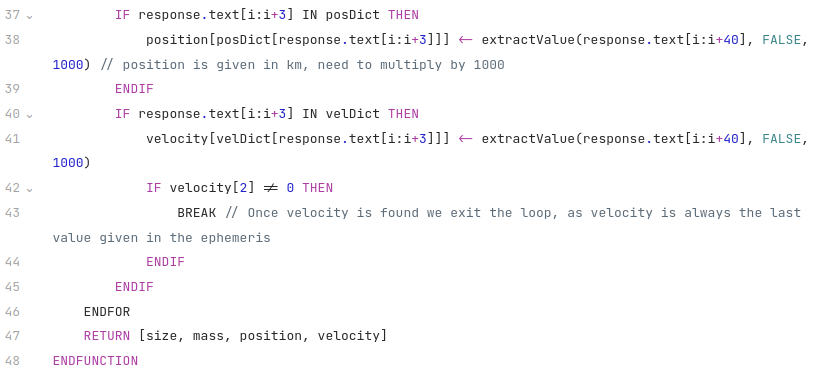 37 IF response.text[i:i+3] IN posDict THEN
38 position[posDict[response.text[i:i+3]]] ← extractValue(response.text[i:i+40], FALSE,
1000) // position is given in km, need to multiply by 1000
39 ENDIF
40 IF response.text[i:i+3] IN velDict THEN
41 velocity[velDict[response.text[i:i+3]]] ← extractValue(response.text[i:i+40], FALSE,
1000)
42 IF velocity[2] ≠ 0 THEN
43 BREAK // Once velocity is found we exit the loop, as velocity is always the last
value given in the ephemeris
44 ENDIF
45 ENDIF
46 ENDFOR
47 RETURN [size, mass, position, velocity]
48 ENDFUNCTION